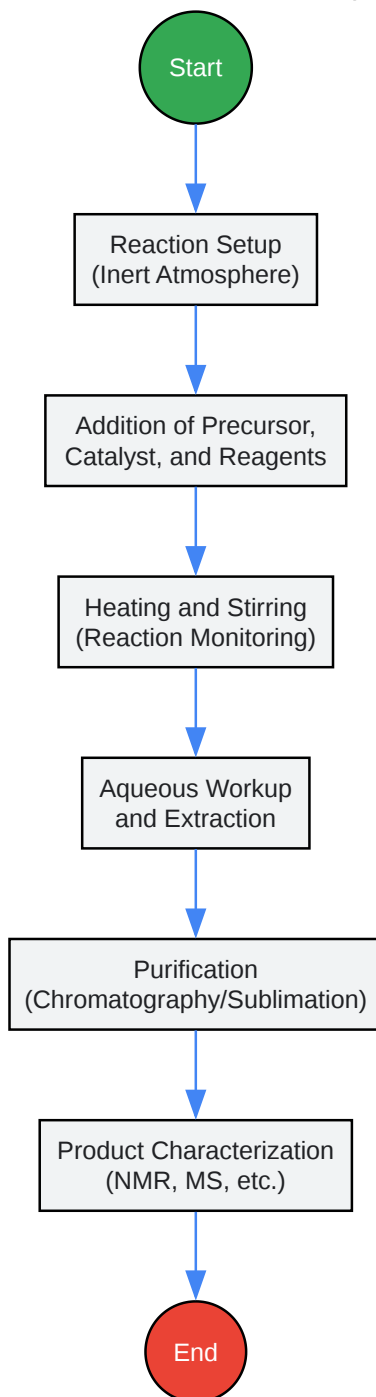 Start
Reaction Setup
(Inert Atmosphere)
Addition of Precursor,
Catalyst, and Reagents
Heating and Stirring
(Reaction Monitoring)
Aqueous Workup
and Extraction
Purification
(Chromatography/Sublimation)
Product Characterization
(NMR, MS, etc.)
End